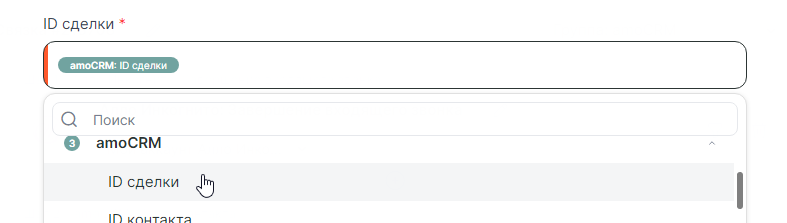 ID сделки *
amoCRM: ID сделки
Поиск
3 amoCRM
ID сделки
ID контакта